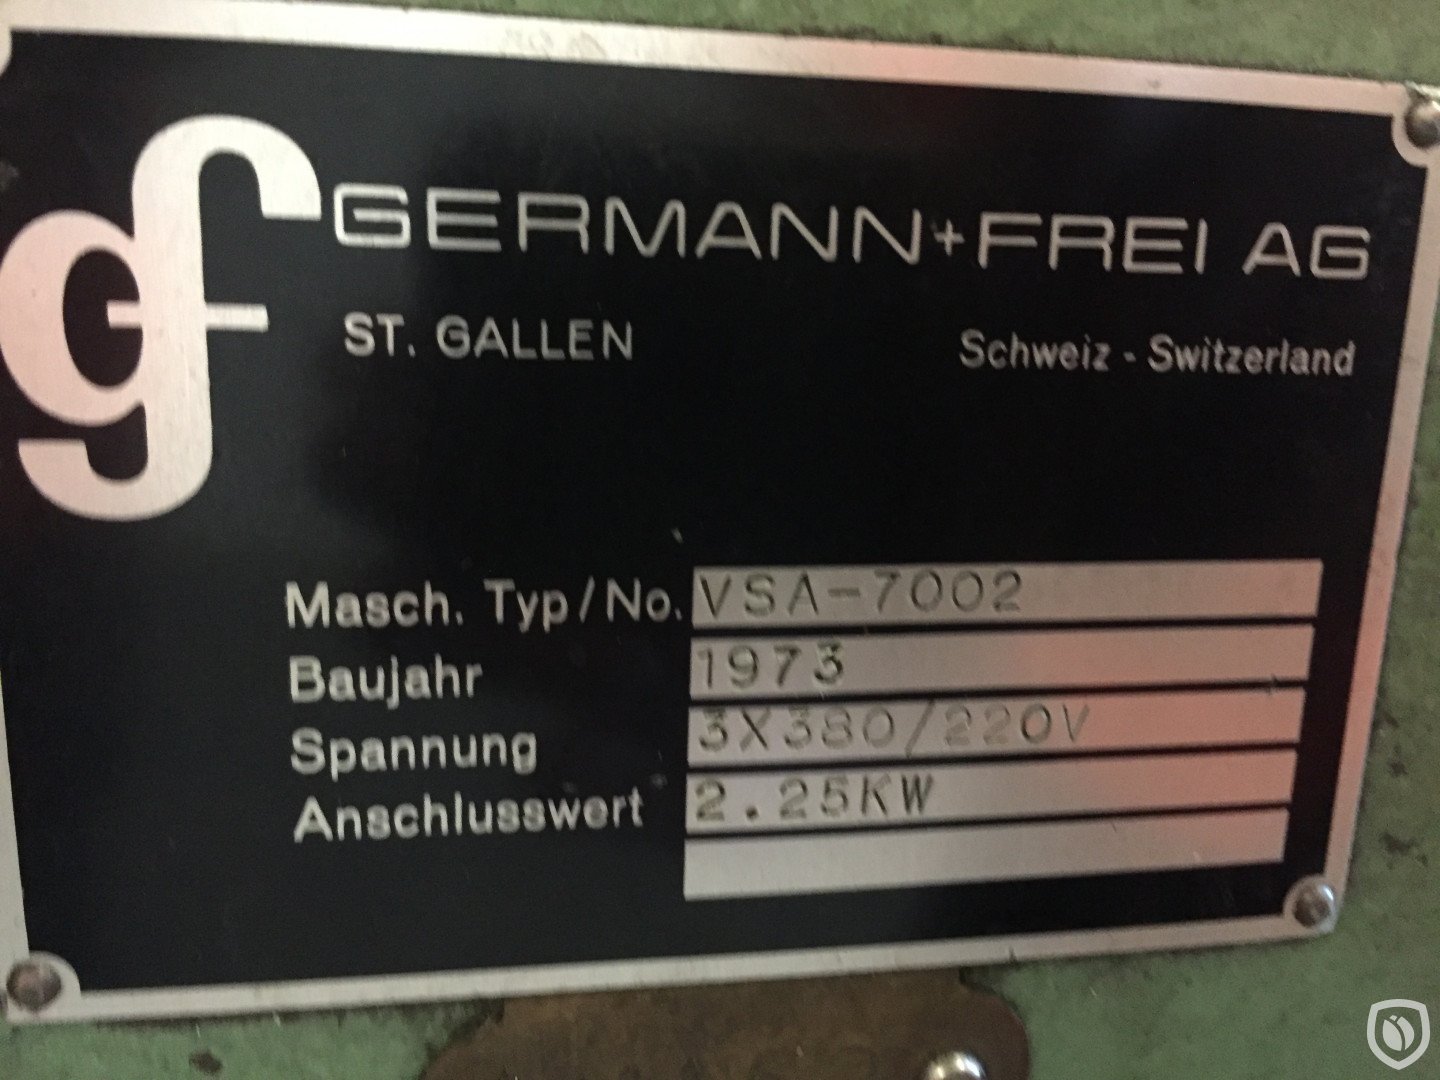 gf GERMANN+FREI AG
ST. GALLEN Schweiz - Switzerland
Masch. Typ/No. VSA-7002
Baujahr 1973
Spannung 3X380/220V
Anschlusswert 2.25KW